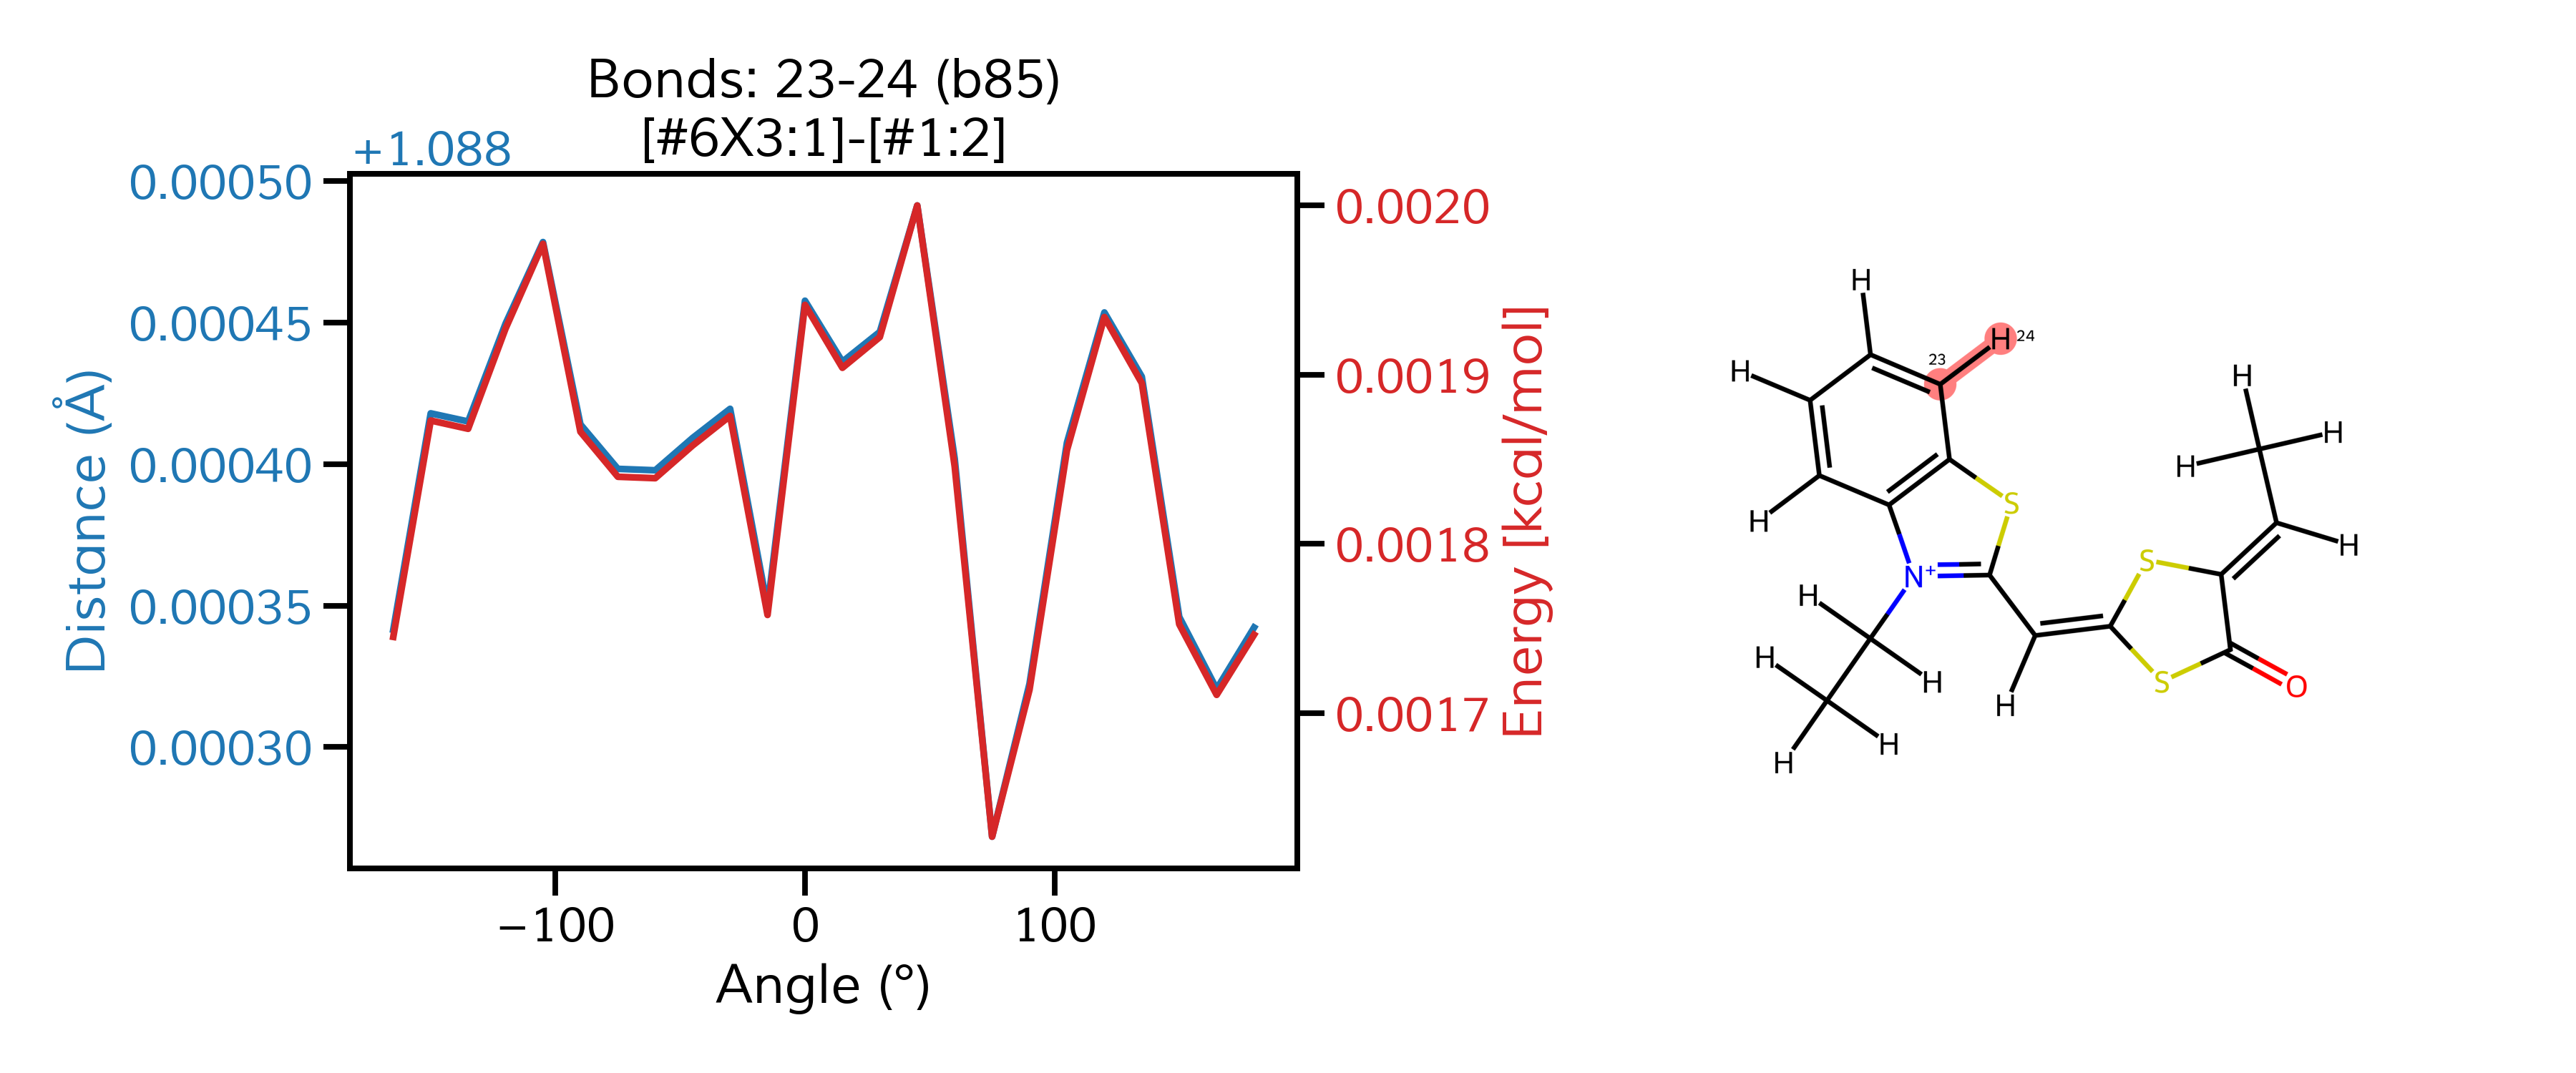 Bonds: 23-24 (b85)
[#6X3:1]-[#1:2]
+1.088
0.00050
0.00045
0.00040
0.00035
0.00030
Distance (Å)
0.0020
0.0019
0.0018
0.0017
Energy [kcal/mol]
−100 0 100
Angle (°)
H
H 24
23
H
H
H
H
S
H
H
S
N+
H
H
H
S
O
H
H
H